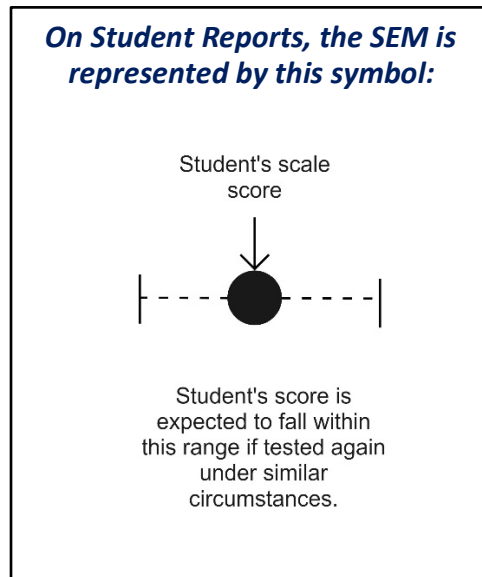 On Student Reports, the SEM is
represented by this symbol:
Student's scale
score
Student's score is
expected to fall within
this range if tested again
under similar
circumstances.